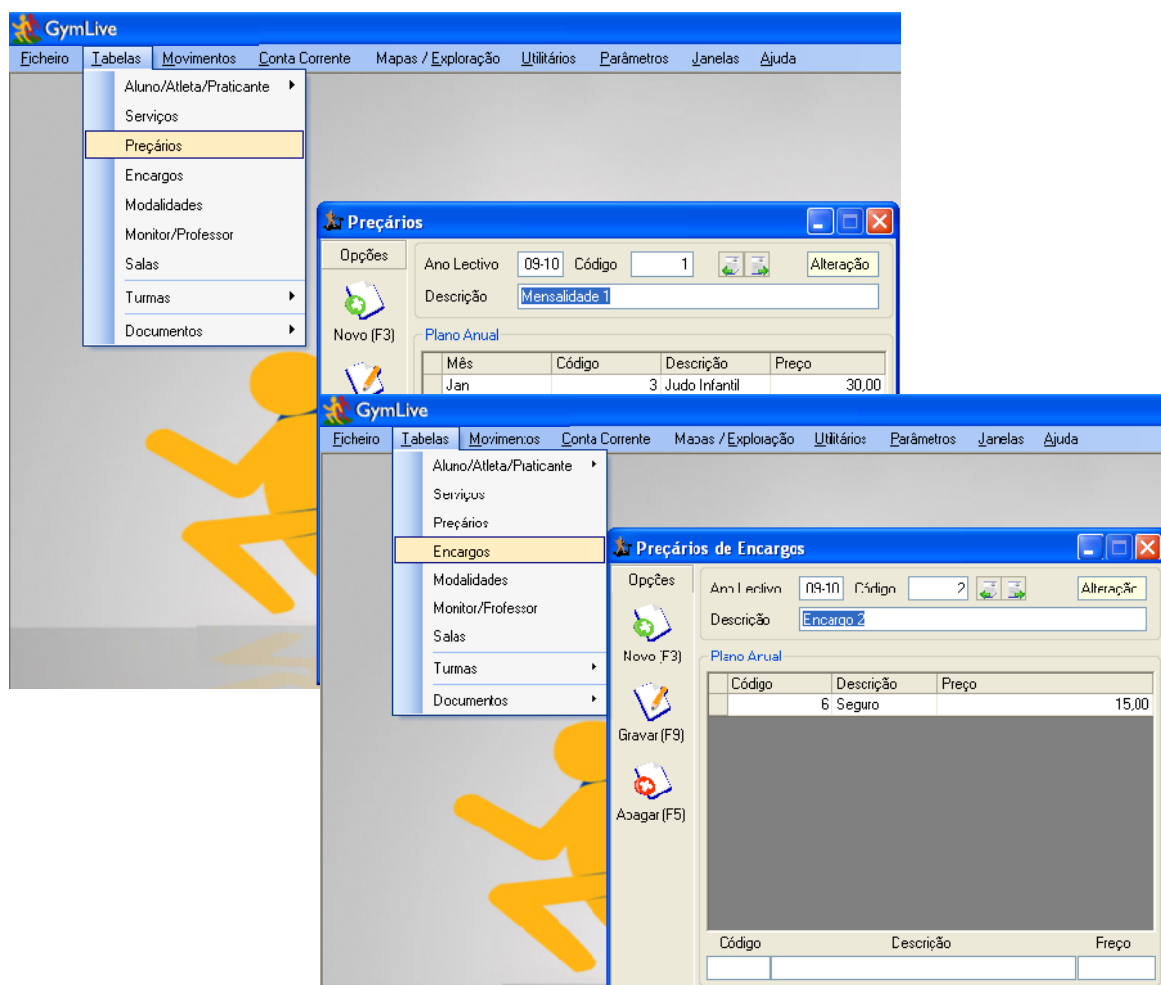 GymLive
Ficheiro Tabelas Movimentos Conta Corrente Mapas / Exploração Utilitários Parâmetros Janelas Ajuda
Aluno/Atleta/Praticante
Serviços
Preçários
Encargos
Modalidades
Monitor/Professor
Salas
Turmas
Documentos
Preçários
Opções
Novo (F3)
Ano Lectivo 09-10 Código 1 Alteração
Descrição Mensalidade 1
Plano Anual
Mês Código Descrição Preço
Jan 3 Judo Infantil 30,00
GymLive
Ficheiro Tabelas Movimentos Conta Corrente Mapas / Exploração Utilitários Parâmetros Janelas Ajuda
Aluno/Atleta/Praticante
Serviços
Preçários
Encargos
Modalidades
Monitor/Professor
Salas
Turmas
Documentos
Preçários de Encargos
Opções
Novo (F3)
Gravar (F9)
Apagar (F5)
Ano Lectivo 09-10 Código 2 Alteração
Descrição Encargo 2
Plano Anual
Código Descrição Preço
6 Seguro 15,00
Código Descrição Preço